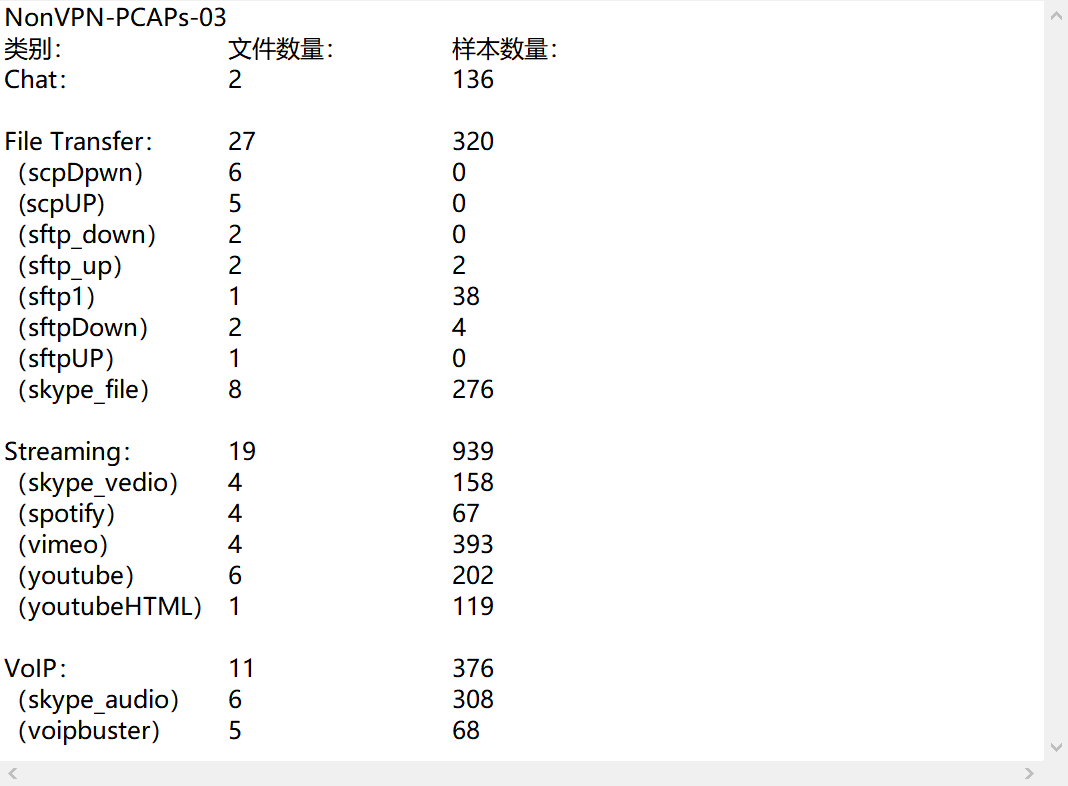 NonVPN-PCAPs-03
类别： 文件数量： 样本数量：
Chat： 2 136
File Transfer： 27 320
（scpDpwn） 6 0
(scpUP) 5 0
（sftp_down） 2 0
（sftp_up） 2 2
（sftp1） 1 38
（sftpDown） 2 4
（sftpUP） 1 0
（skype_file） 8 276
Streaming： 19 939
（skype_vedio） 4 158
（spotify） 4 67
（vimeo） 4 393
（youtube） 6 202
（youtubeHTML） 1 119
VoIP： 11 376
（skype_audio） 6 308
（voipbuster） 5 68